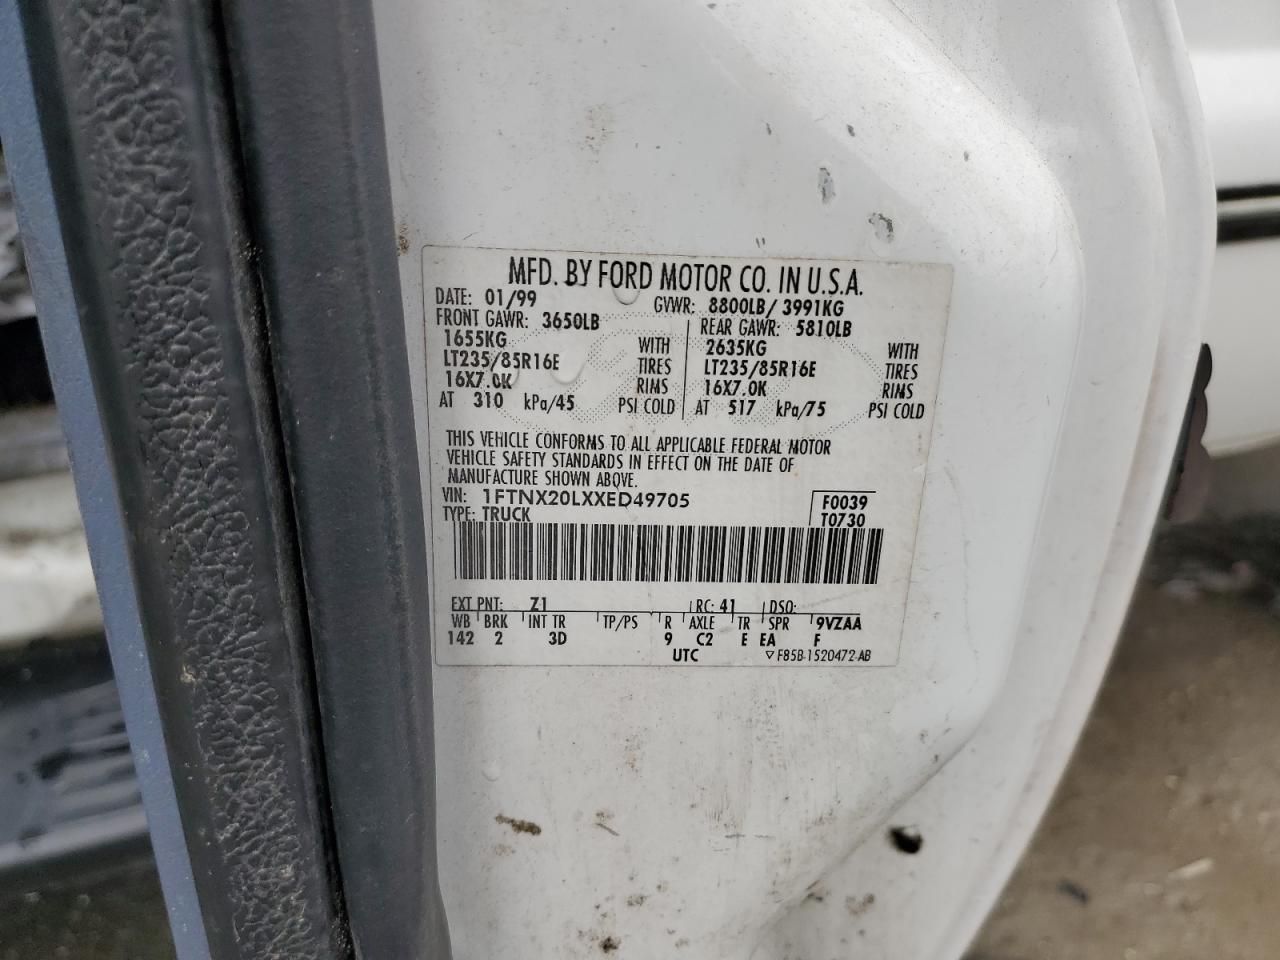 MFD. BY FORD MOTOR CO. IN U.S.A.
DATE: 01/99 GVWR: 8800LB/ 3991KG
FRONT GAWR: 3650LB REAR GAWR: 5810LB
1655KG WITH 2635KG WITH
LT235/85R16E TIRES LT235/85R16E TIRES
16X7.0K RIMS 16X7.0K RIMS
AT 310 kPa/45 PSI COLD AT 517 kPa/75 PSI COLD
THIS VEHICLE CONFORMS TO ALL APPLICABLE FEDERAL MOTOR
VEHICLE SAFETY STANDARDS IN EFFECT ON THE DATE OF
MANUFACTURE SHOWN ABOVE.
VIN: 1FTNX20LXXED49705 F0039
TYPE: TRUCK T0730
EXT PNT: Z1 RC: 41 DSO:
WB BRK INT TR TP/PS R AXLE TR SPR 9VZAA
142 2 3D 9 C2 E EA F
UTC ▽ F85B-1520472-AB